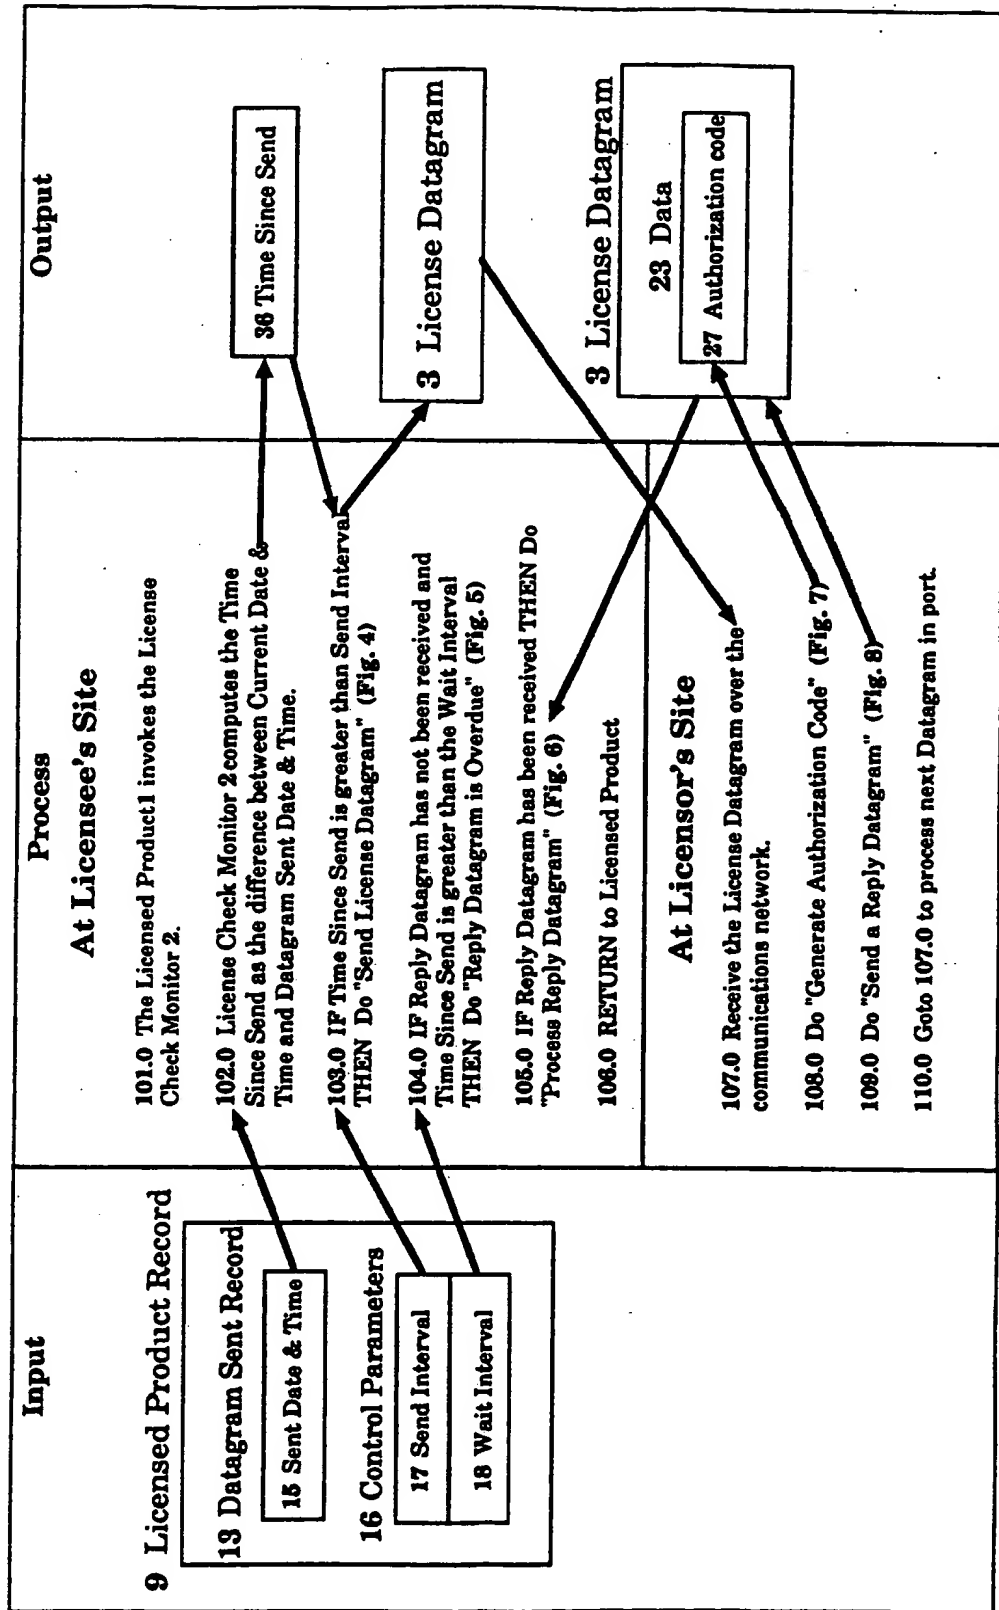 Input
9 Licensed Product Record
13 Datagram Sent Record
15 Sent Date & Time
16 Control Parameters
17 Send Interval
18 Wait Interval
Process
At Licensee's Site
101.0 The Licensed Product1 invokes the License
Check Monitor 2.
102.0 License Check Monitor 2 computes the Time
Since Send as the difference between Current Date &
Time and Datagram Sent Date & Time.
103.0 IF Time Since Send is greater than Send Interval
THEN Do "Send License Datagram" (Fig. 4)
104.0 IF Reply Datagram has not been received and
Time Since Send is greater than the Wait Interval
THEN Do "Reply Datagram is Overdue" (Fig. 5)
105.0 IF Reply Datagram has been received THEN Do
"Process Reply Datagram" (Fig. 6)
106.0 RETURN to Licensed Product
At Licensor's Site
107.0 Receive the License Datagram over the
communications network.
108.0 Do "Generate Authorization Code" (Fig. 7)
109.0 Do "Send a Reply Datagram" (Fig. 8)
110.0 Goto 107.0 to process next Datagram in port.
Output
36 Time Since Send
3 License Datagram
3 License Datagram
23 Data
27 Authorization code